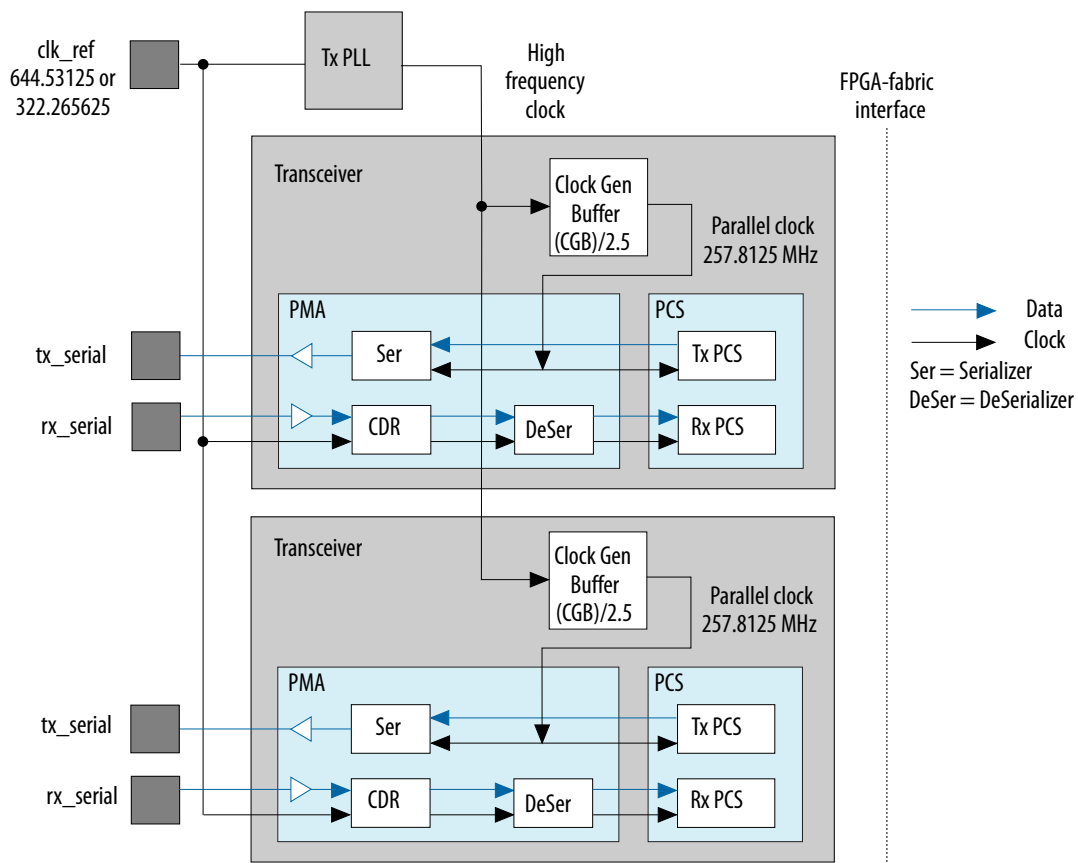 clk_ref
644.53125 or
322.265625
Tx PLL
High
frequency
clock
FPGA-fabric
interface
Transceiver
Clock Gen
Buffer
(CGB)/2.5
Parallel clock
257.8125 MHz
PMA
PCS
tx_serial
Ser
Tx PCS
rx_serial
CDR
DeSer
Rx PCS
Data
Clock
Ser = Serializer
DeSer = DeSerializer
Transceiver
Clock Gen
Buffer
(CGB)/2.5
Parallel clock
257.8125 MHz
PMA
PCS
tx_serial
Ser
Tx PCS
rx_serial
CDR
DeSer
Rx PCS